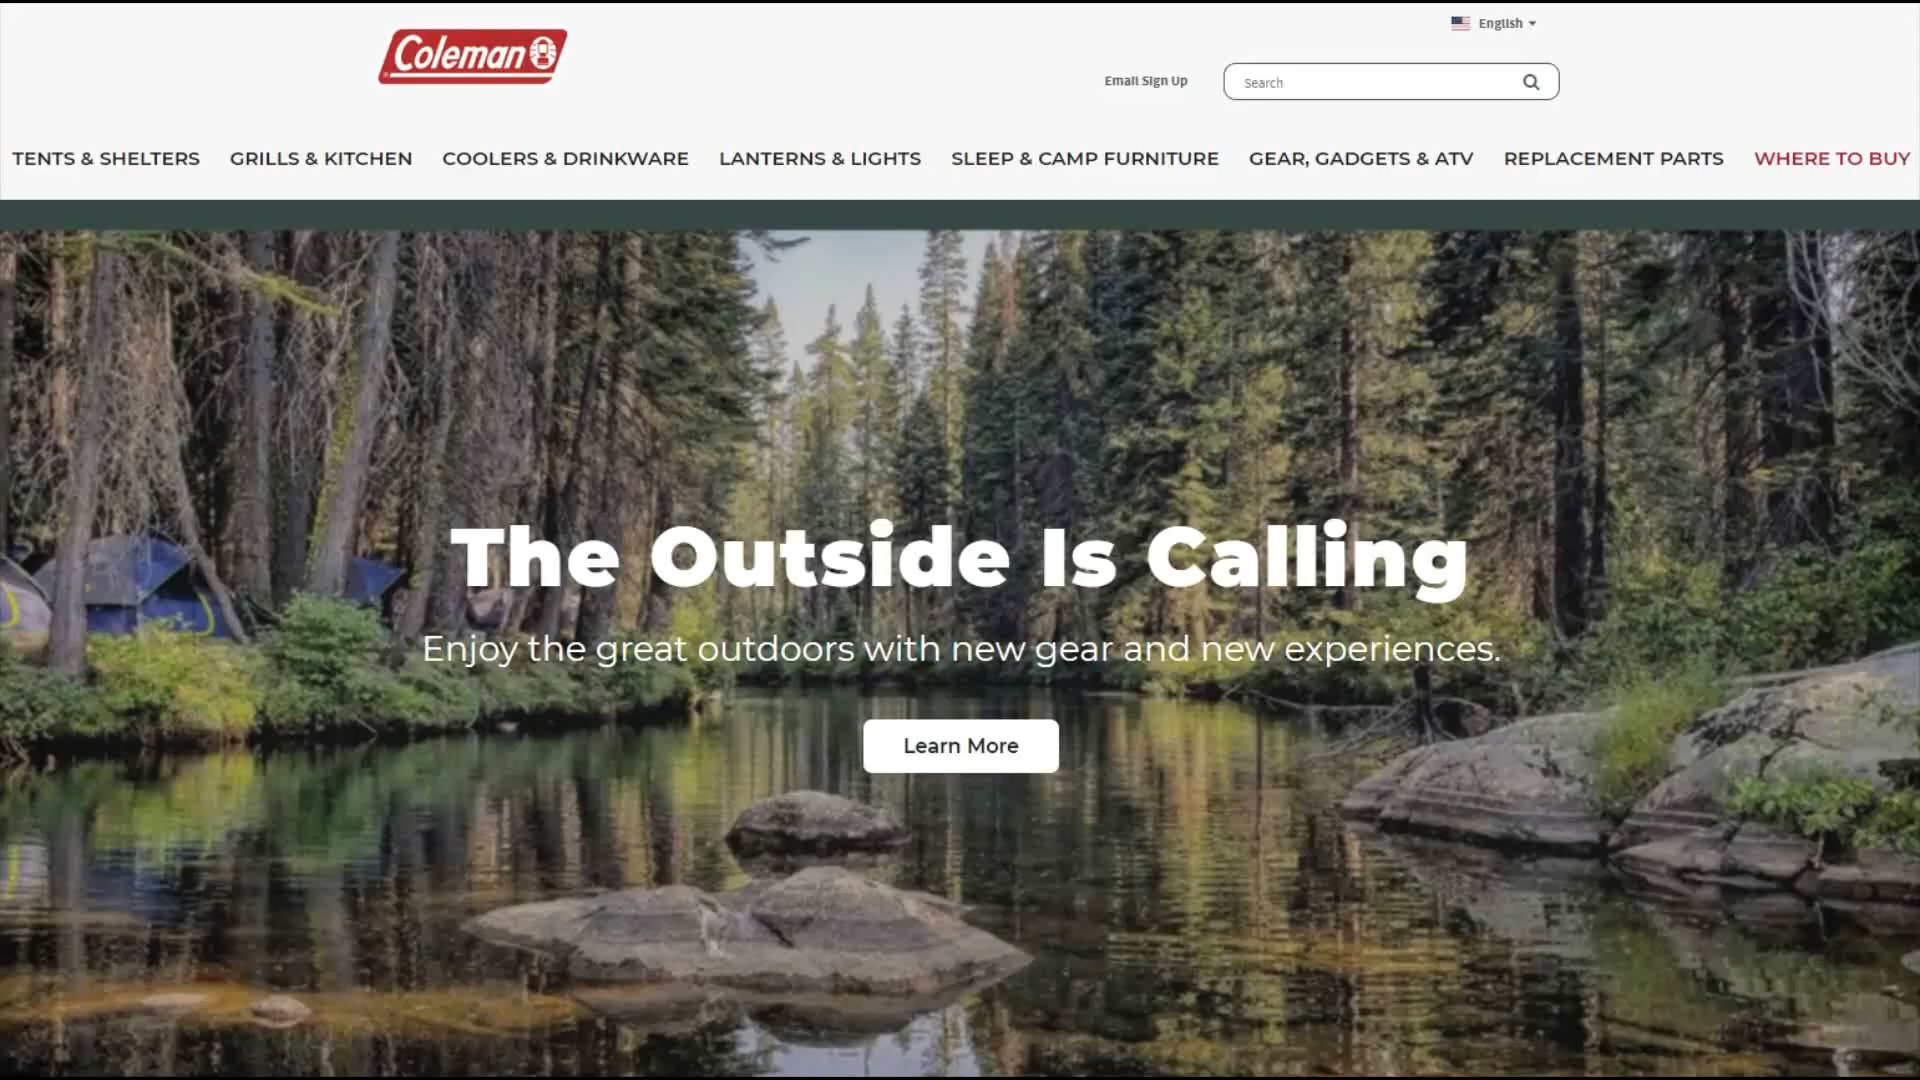 English
Coleman
Email Sign Up
Search
TENTS & SHELTERS GRILLS & KITCHEN COOLERS & DRINKWARE LANTERNS & LIGHTS SLEEP & CAMP FURNITURE GEAR, GADGETS & ATV REPLACEMENT PARTS WHERE TO BUY
The Outside Is Calling
Enjoy the great outdoors with new gear and new experiences.
Learn More